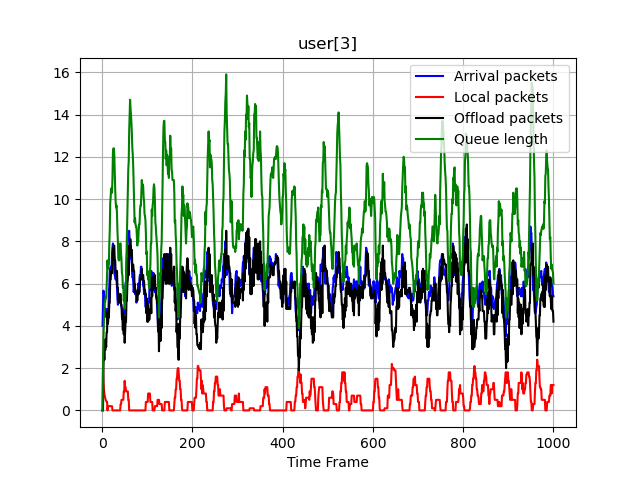 user[3]
Arrival packets
Local packets
Offload packets
Queue length
16
14
12
10
8
6
4
2
0
0 200 400 600 800 1000
Time Frame